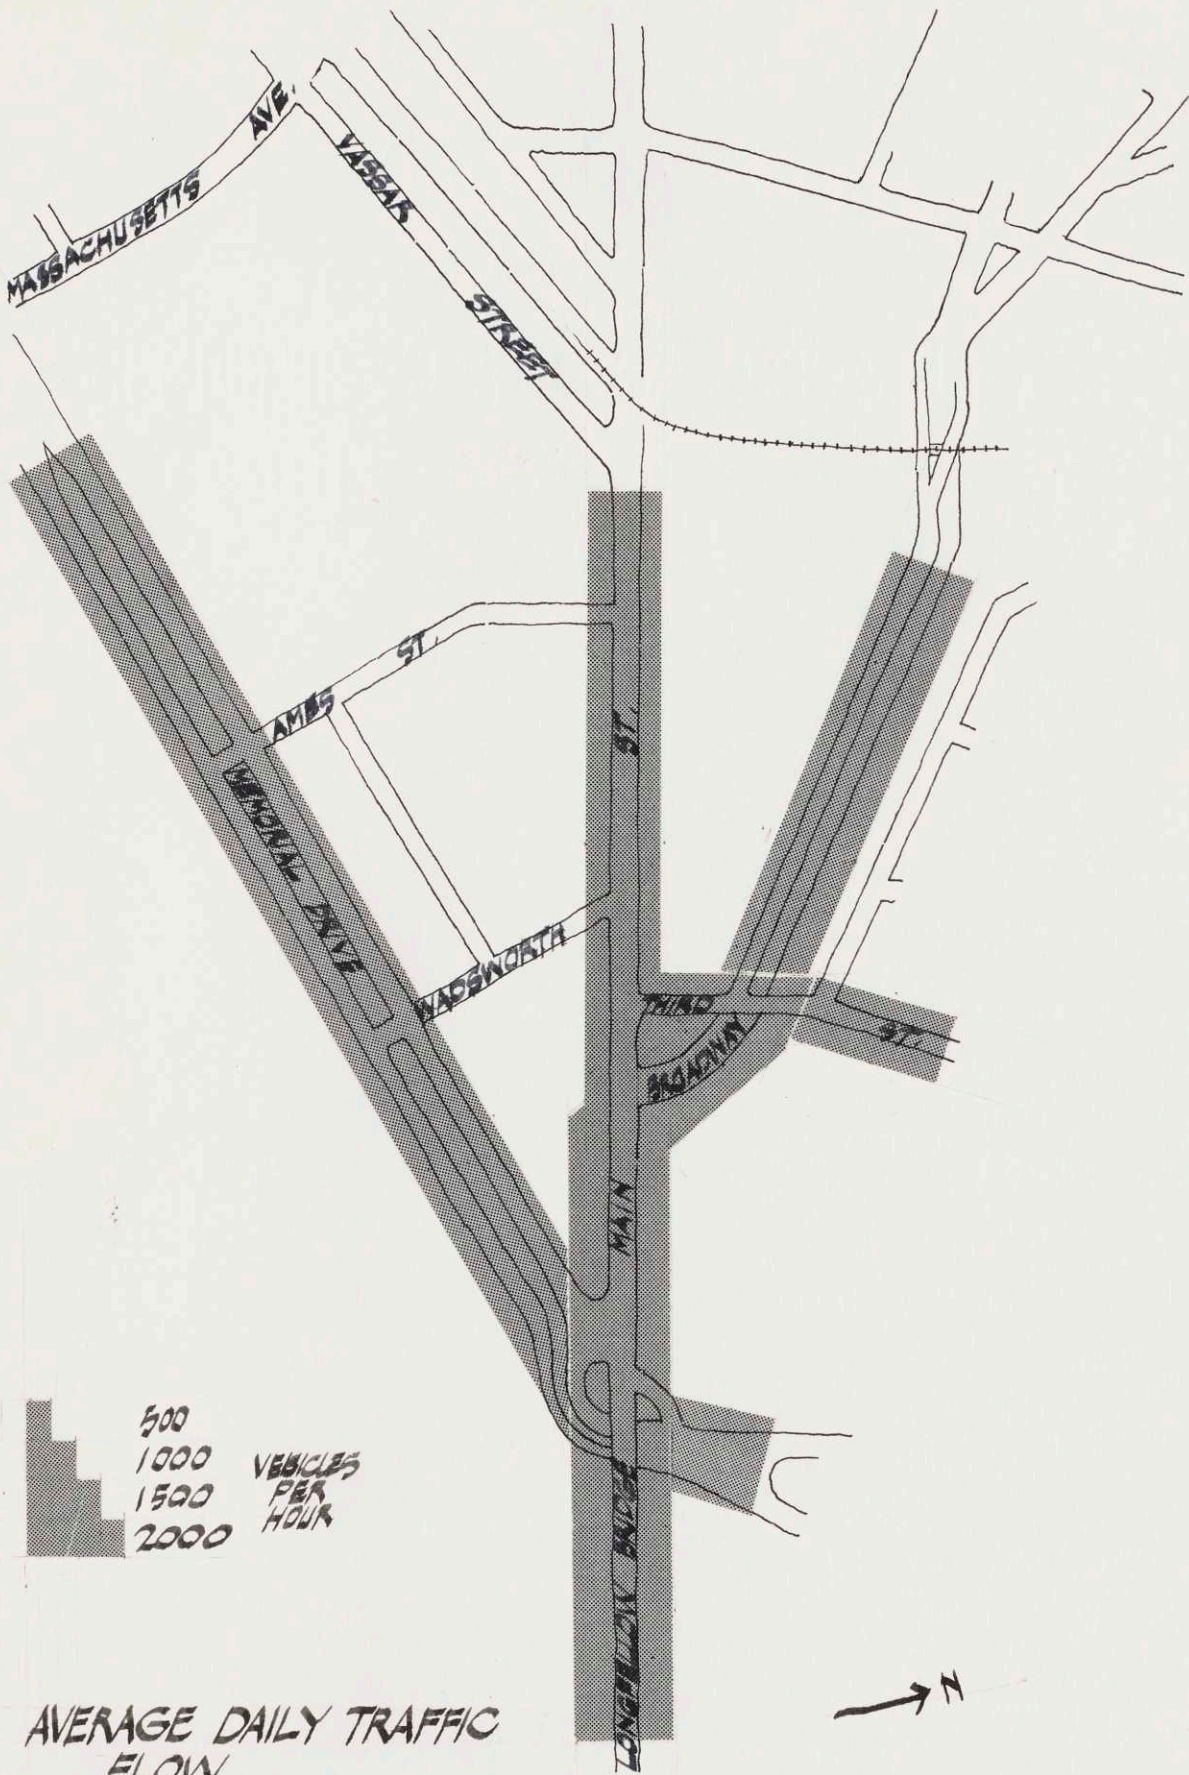 MASSACHUSETTS AVE.
VASSAR STREET
AMES ST.
MEMORIAL DRIVE
WADSWORTH
MAIN ST.
THIRD ST.
BROADWAY
LONGFELLOW BRIDGE
500
1000
1500
2000
VEHICLES
PER
HOUR
N
AVERAGE DAILY TRAFFIC
FLOW